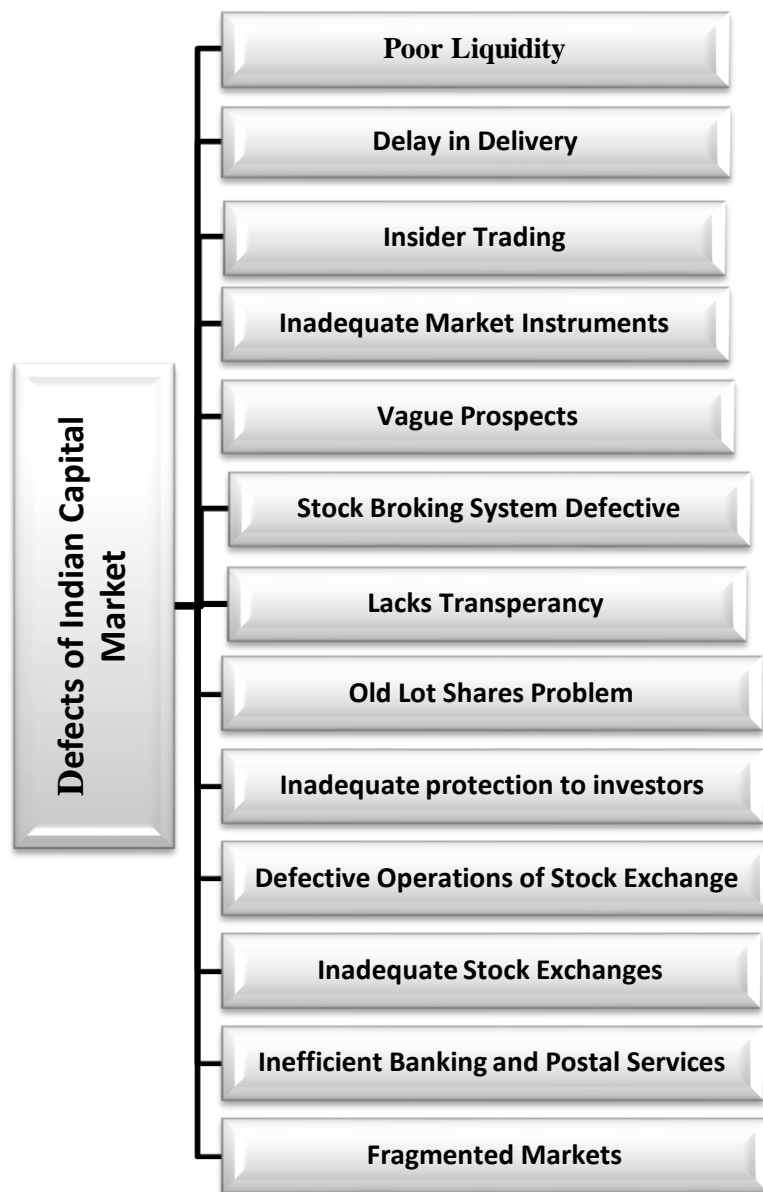 Defects of Indian Capital
Market
Poor Liquidity
Delay in Delivery
Insider Trading
Inadequate Market Instruments
Vague Prospects
Stock Broking System Defective
Lacks Transperancy
Old Lot Shares Problem
Inadequate protection to investors
Defective Operations of Stock Exchange
Inadequate Stock Exchanges
Inefficient Banking and Postal Services
Fragmented Markets